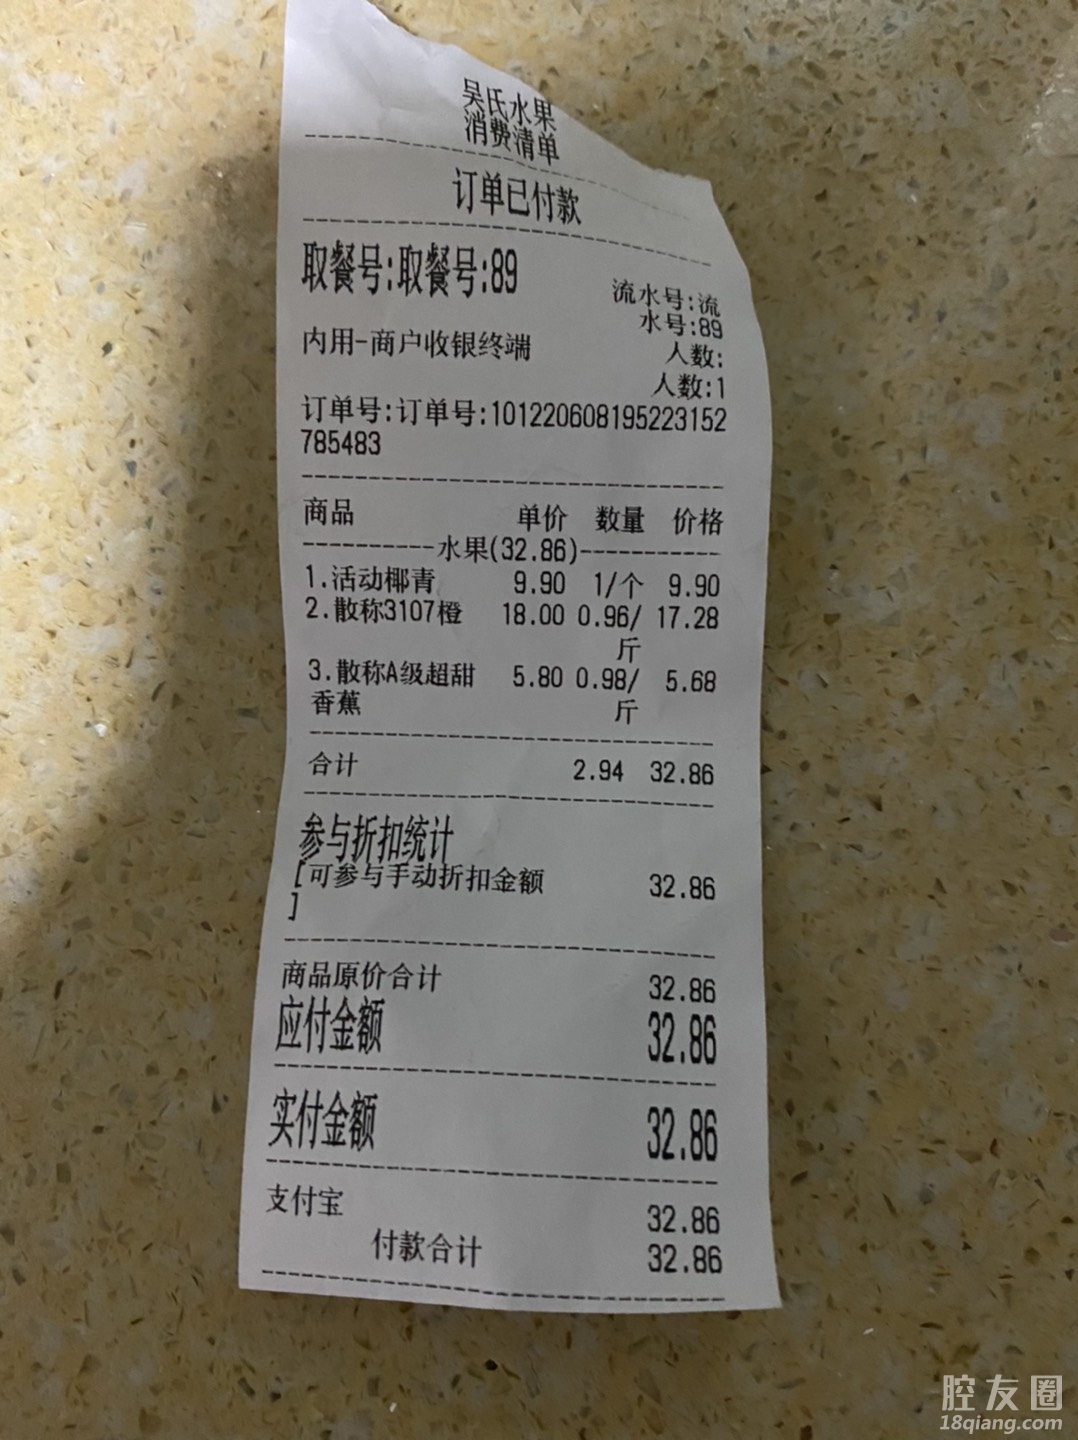 吴氏水果
消费清单
订单已付款
取餐号:取餐号:89
流水号:流
水号:89
内用-商户收银终端
人数:
人数:1
订单号:订单号:101220608195223152
785483
商品 单价 数量 价格
水果(32.86)
1.活动椰青 9.90 1/个 9.90
2.散称3107橙 18.00 0.96/ 17.28
斤
3.散称A级超甜 5.80 0.98/ 5.68
香蕉 斤
合计 2.94 32.86
参与折扣统计
[可参与手动折扣金额 32.86
]
商品原价合计 32.86
应付金额 32.86
实付金额 32.86
支付宝 32.86
付款合计 32.86
腔友圈
18qiang.com